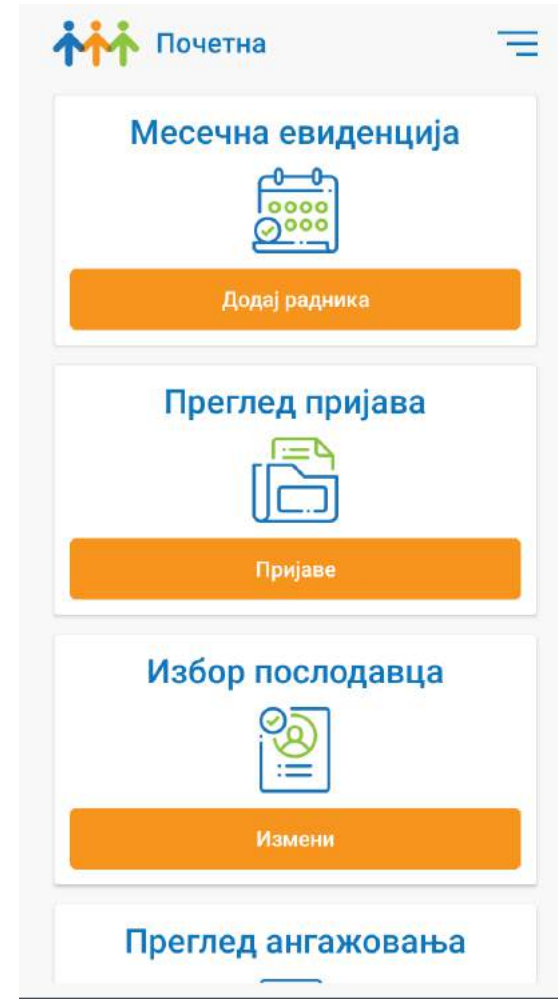 Почетна
Месечна евиденција
Додај радника
Преглед пријава
Пријаве
Избор послодавца
Измени
Преглед ангажовања